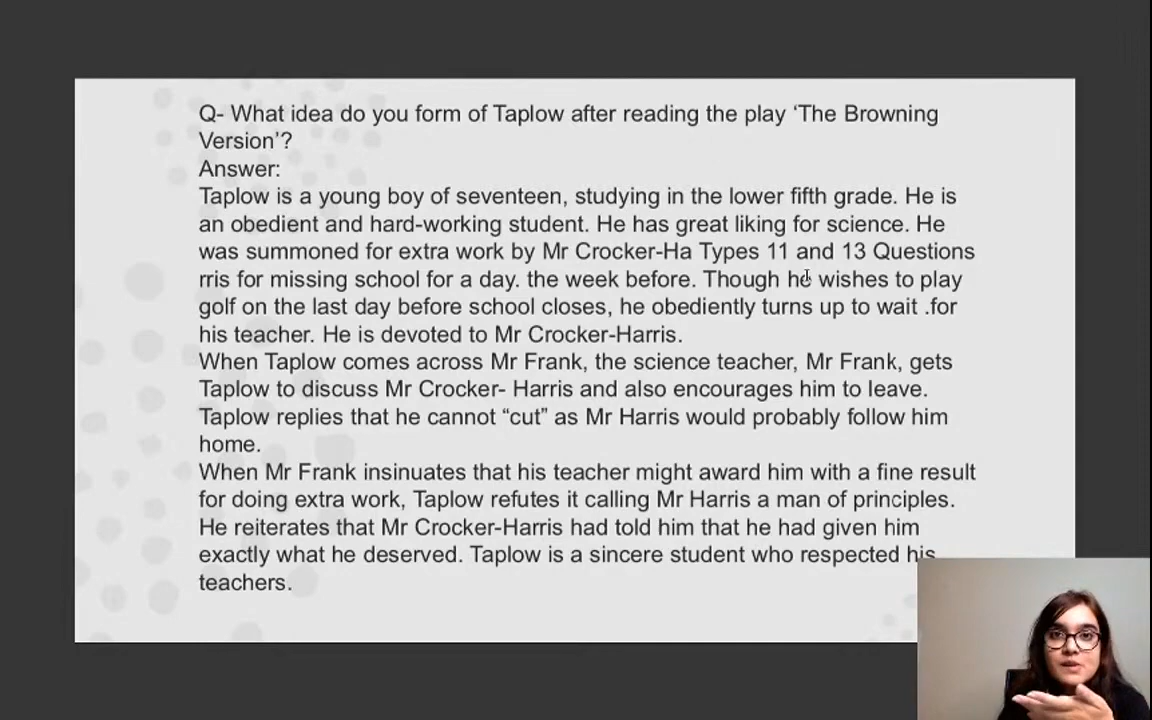 Q- What idea do you form of Taplow after reading the play ‘The Browning
Version’?
Answer:
Taplow is a young boy of seventeen, studying in the lower fifth grade. He is
an obedient and hard-working student. He has great liking for science. He
was summoned for extra work by Mr Crocker-Ha Types 11 and 13 Questions
rris for missing school for a day. the week before. Though he wishes to play
golf on the last day before school closes, he obediently turns up to wait .for
his teacher. He is devoted to Mr Crocker-Harris.
When Taplow comes across Mr Frank, the science teacher, Mr Frank, gets
Taplow to discuss Mr Crocker- Harris and also encourages him to leave.
Taplow replies that he cannot “cut” as Mr Harris would probably follow him
home.
When Mr Frank insinuates that his teacher might award him with a fine result
for doing extra work, Taplow refutes it calling Mr Harris a man of principles.
He reiterates that Mr Crocker-Harris had told him that he had given him
exactly what he deserved. Taplow is a sincere student who respected his
teachers.